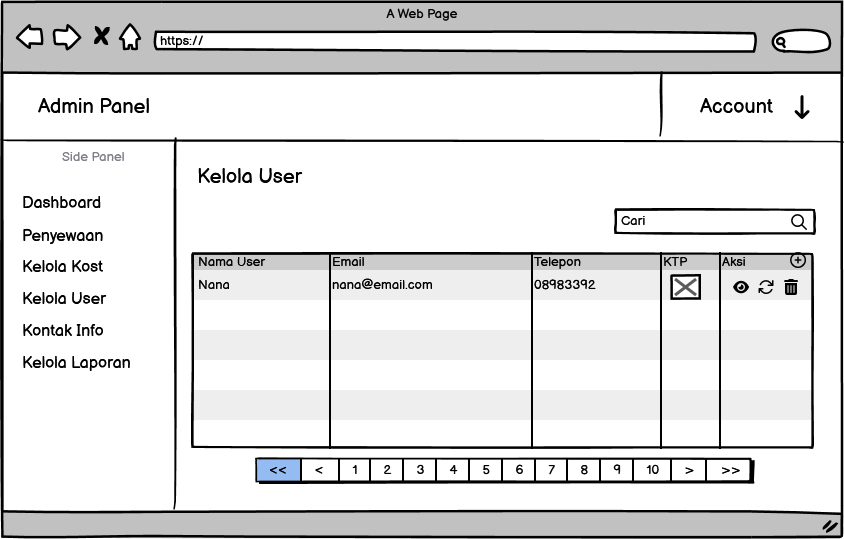 A Web Page
https://
Admin Panel
Account
Side Panel
Dashboard
Penyewaan
Kelola Kost
Kelola User
Kontak Info
Kelola Laporan
Kelola User
Cari
Nama User Email Telepon KTP Aksi
Nana nana@email.com 08983392
<< < 1 2 3 4 5 6 7 8 9 10 > >>